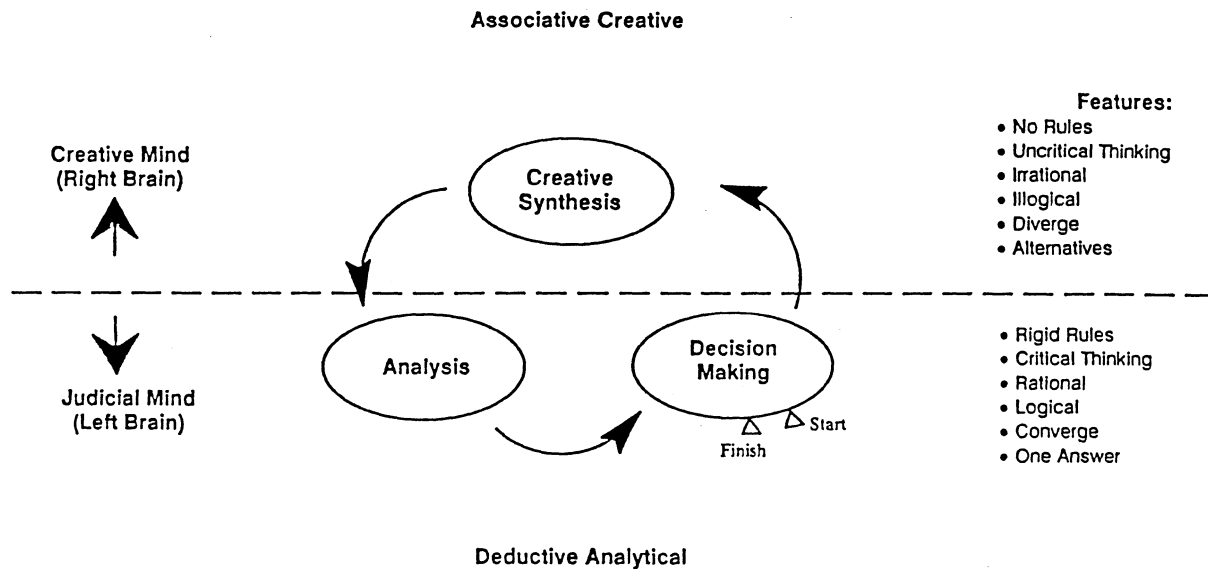 Associative Creative
Features:
• No Rules
• Uncritical Thinking
• Irrational
• Illogical
• Diverge
• Alternatives
Creative Mind
(Right Brain)
Creative
Synthesis
Analysis
Decision
Making
Start
Finish
Judicial Mind
(Left Brain)
• Rigid Rules
• Critical Thinking
• Rational
• Logical
• Converge
• One Answer
Deductive Analytical